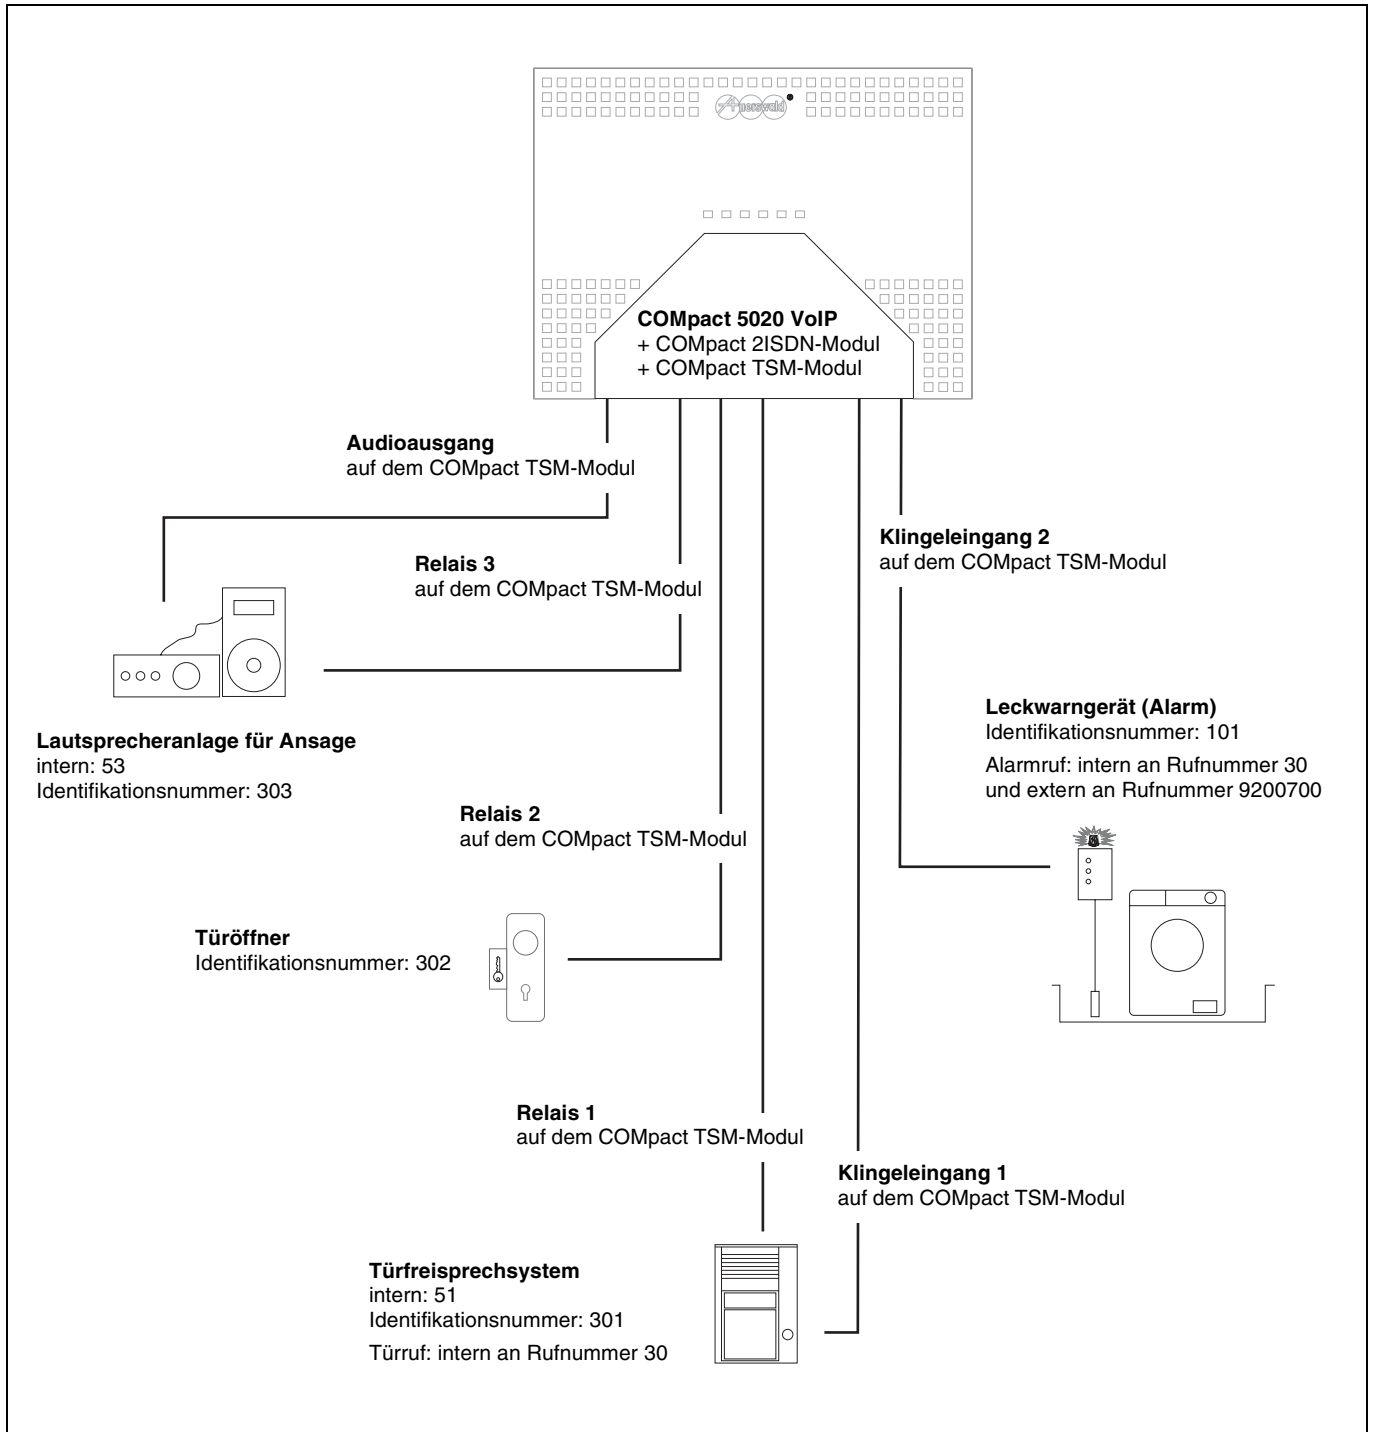 Auerswald
COMpact 5020 VoIP
+ COMpact 2ISDN-Modul
+ COMpact TSM-Modul
Audioausgang
auf dem COMpact TSM-Modul
Klingeleingang 2
auf dem COMpact TSM-Modul
Relais 3
auf dem COMpact TSM-Modul
Leckwarngerät (Alarm)
Identifikationsnummer: 101
Alarmruf: intern an Rufnummer 30
und extern an Rufnummer 9200700
Lautsprecheranlage für Ansage
intern: 53
Identifikationsnummer: 303
Relais 2
auf dem COMpact TSM-Modul
Türöffner
Identifikationsnummer: 302
Relais 1
auf dem COMpact TSM-Modul
Klingeleingang 1
auf dem COMpact TSM-Modul
Türfreisprechsystem
intern: 51
Identifikationsnummer: 301
Türruf: intern an Rufnummer 30